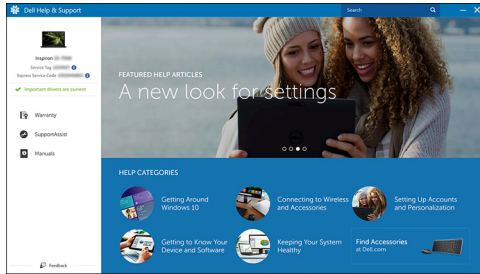 Dell Help & Support
Search
Inspiron
Service Tag
Express Service Code
Important drivers are current
Warranty
SupportAssist
Manuals
Feedback
FEATURED HELP ARTICLES
A new look for settings
HELP CATEGORIES
Getting Around
Windows 10
Connecting to Wireless
and Accessories
Setting Up Accounts
and Personalization
Getting to Know Your
Device and Software
Keeping Your System
Healthy
Find Accessories
at Dell.com